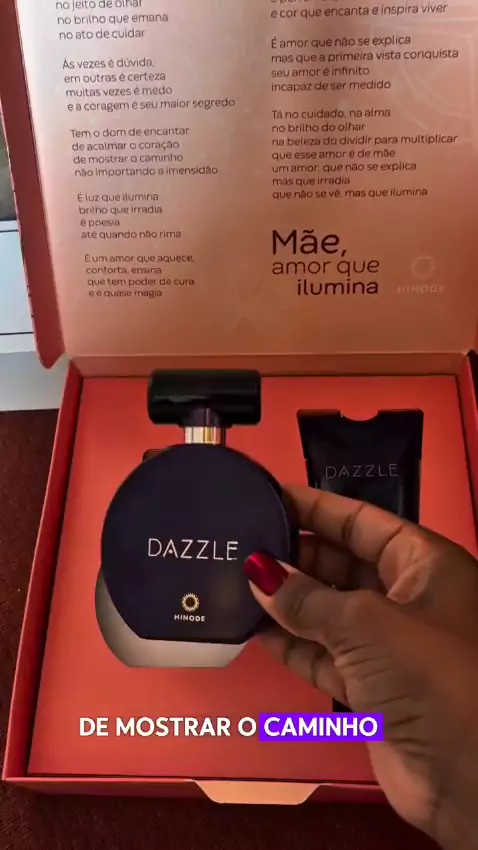 no jeito de olhar
no brilho que emana
no ato de cuidar
Às vezes é dúvida,
em outras é certeza
muitas vezes é medo
e a coragem é seu maior segredo
Tem o dom de encantar
de acalmar o coração
de mostrar o caminho
não importando a imensidão
É luz que ilumina
brilho que irradia
é poesia
até quando não rima
É um amor que aquece,
conforta, ensina
que tem poder de cura
e é quase magia
e cor que encanta e inspira viver
É amor que não se explica
mas que a primeira vista conquista
seu amor é infinito
incapaz de ser medido
Tá no cuidado, na alma
no brilho do olhar
na beleza do dividir para multiplicar
que esse amor é de mãe
um amor, que não se explica
mas que irradia
que não se vê, mas que ilumina
Mãe,
amor que
ilumina
HINODE
DAZZLE
DAZZLE
HINODE
DE MOSTRAR O CAMINHO